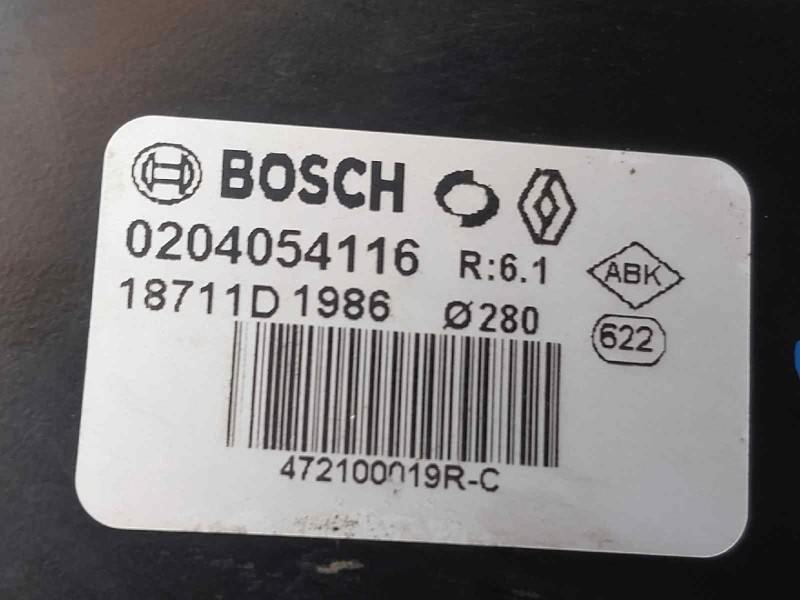 BOSCH
0204054116 R:6.1
18711D 1986 Ø280
ABK
622
472100019R-C